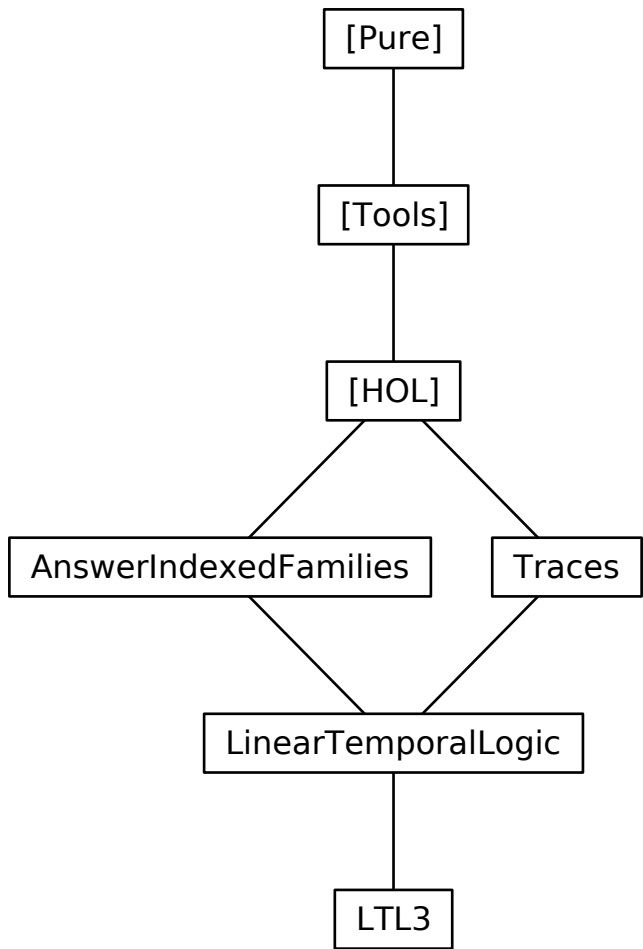 [Pure]
[Tools]
[HOL]
AnswerIndexedFamilies
Traces
LinearTemporalLogic
LTL3